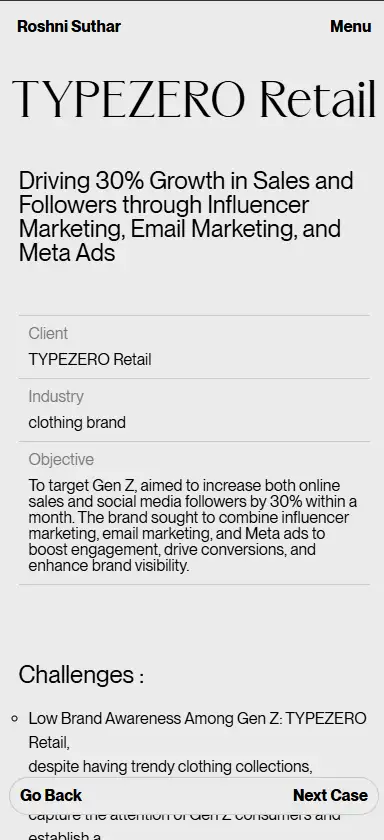 Roshni Suthar
Menu
TYPEZERO Retail
Driving 30% Growth in Sales and
Followers through Influencer
Marketing, Email Marketing, and
Meta Ads
Client
TYPEZERO Retail
Industry
clothing brand
Objective
To target Gen Z, aimed to increase both online
sales and social media followers by 30% within a
month. The brand sought to combine influencer
marketing, email marketing, and Meta ads to
boost engagement, drive conversions, and
enhance brand visibility.
Challenges :
Low Brand Awareness Among Gen Z: TYPEZERO
Retail,
despite having trendy clothing collections,
Go Back
Next Case
capture the attention of Gen Z consumers and
establish a